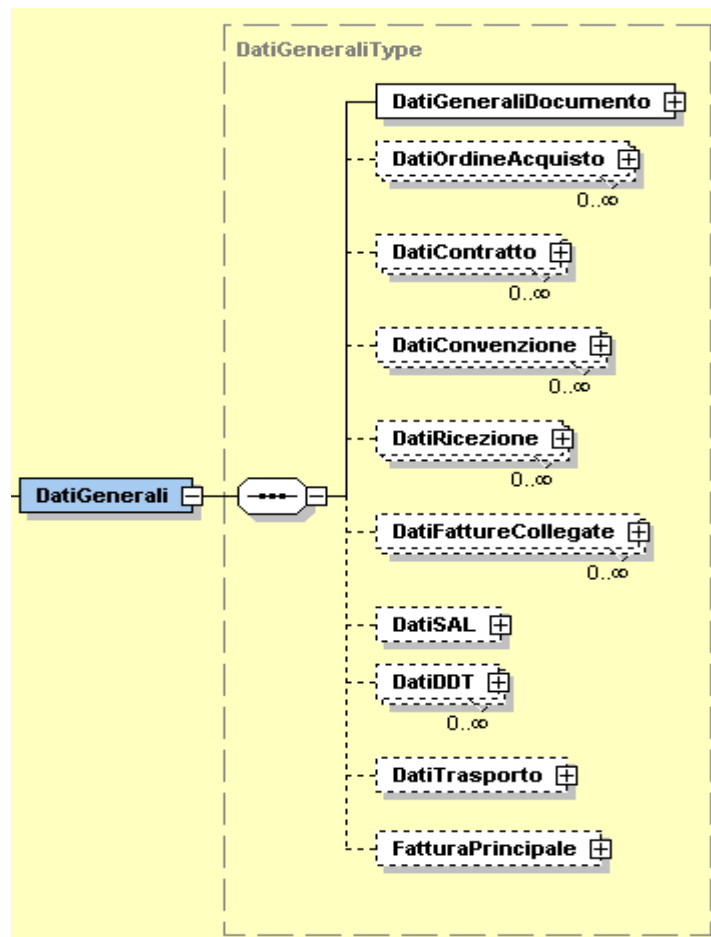 DatiGeneraliType
DatiGeneraliDocumento
DatiOrdineAcquisto
0..∞
DatiContratto
0..∞
DatiConvenzione
0..∞
DatiRicezione
0..∞
DatiGenerali
DatiFattureCollegate
0..∞
DatiSAL
DatiDDT
0..∞
DatiTrasporto
FatturaPrincipale